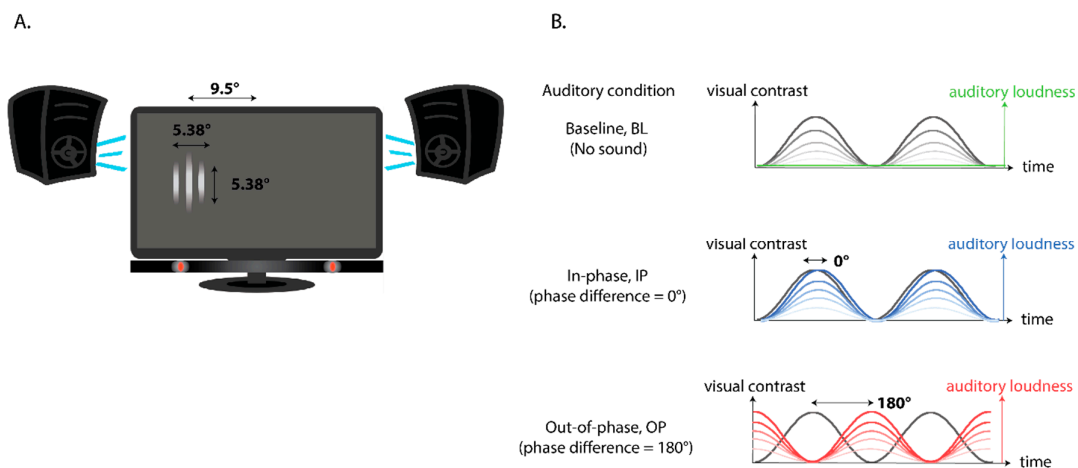 A.
9.5°
5.38°
5.38°
B.
Auditory condition
visual contrast
auditory loudness
Baseline, BL
(No sound)
time
visual contrast
auditory loudness
0°
In-phase, IP
(phase difference = 0°)
time
visual contrast
auditory loudness
180°
Out-of-phase, OP
(phase difference = 180°)
time